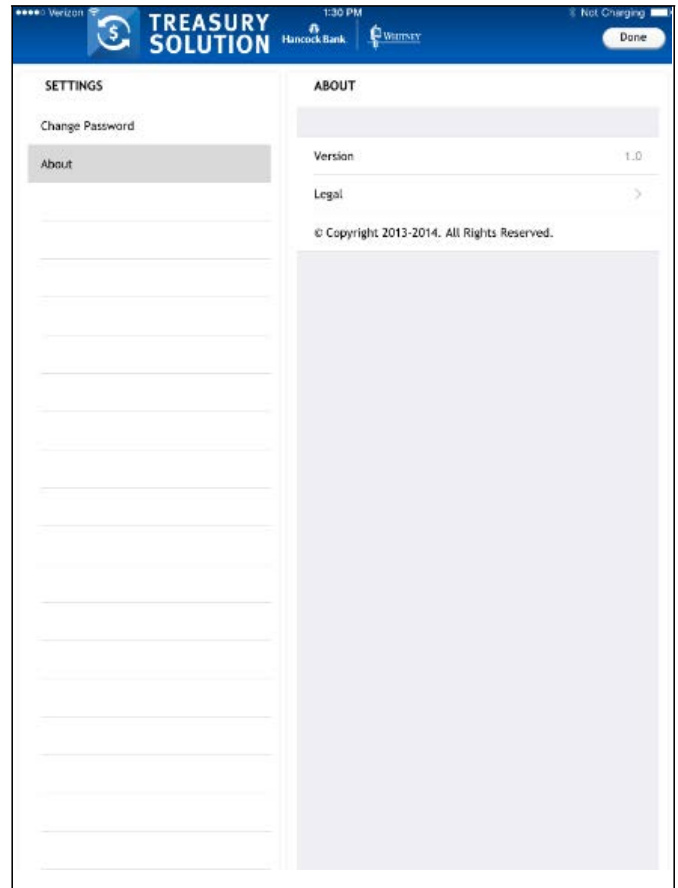 Verizon 1:30 PM Not Charging
$
TREASURY
SOLUTION
Hancock Bank
WHITNEY
Done
SETTINGS
Change Password
About
ABOUT
Version 1.0
Legal
© Copyright 2013-2014. All Rights Reserved.